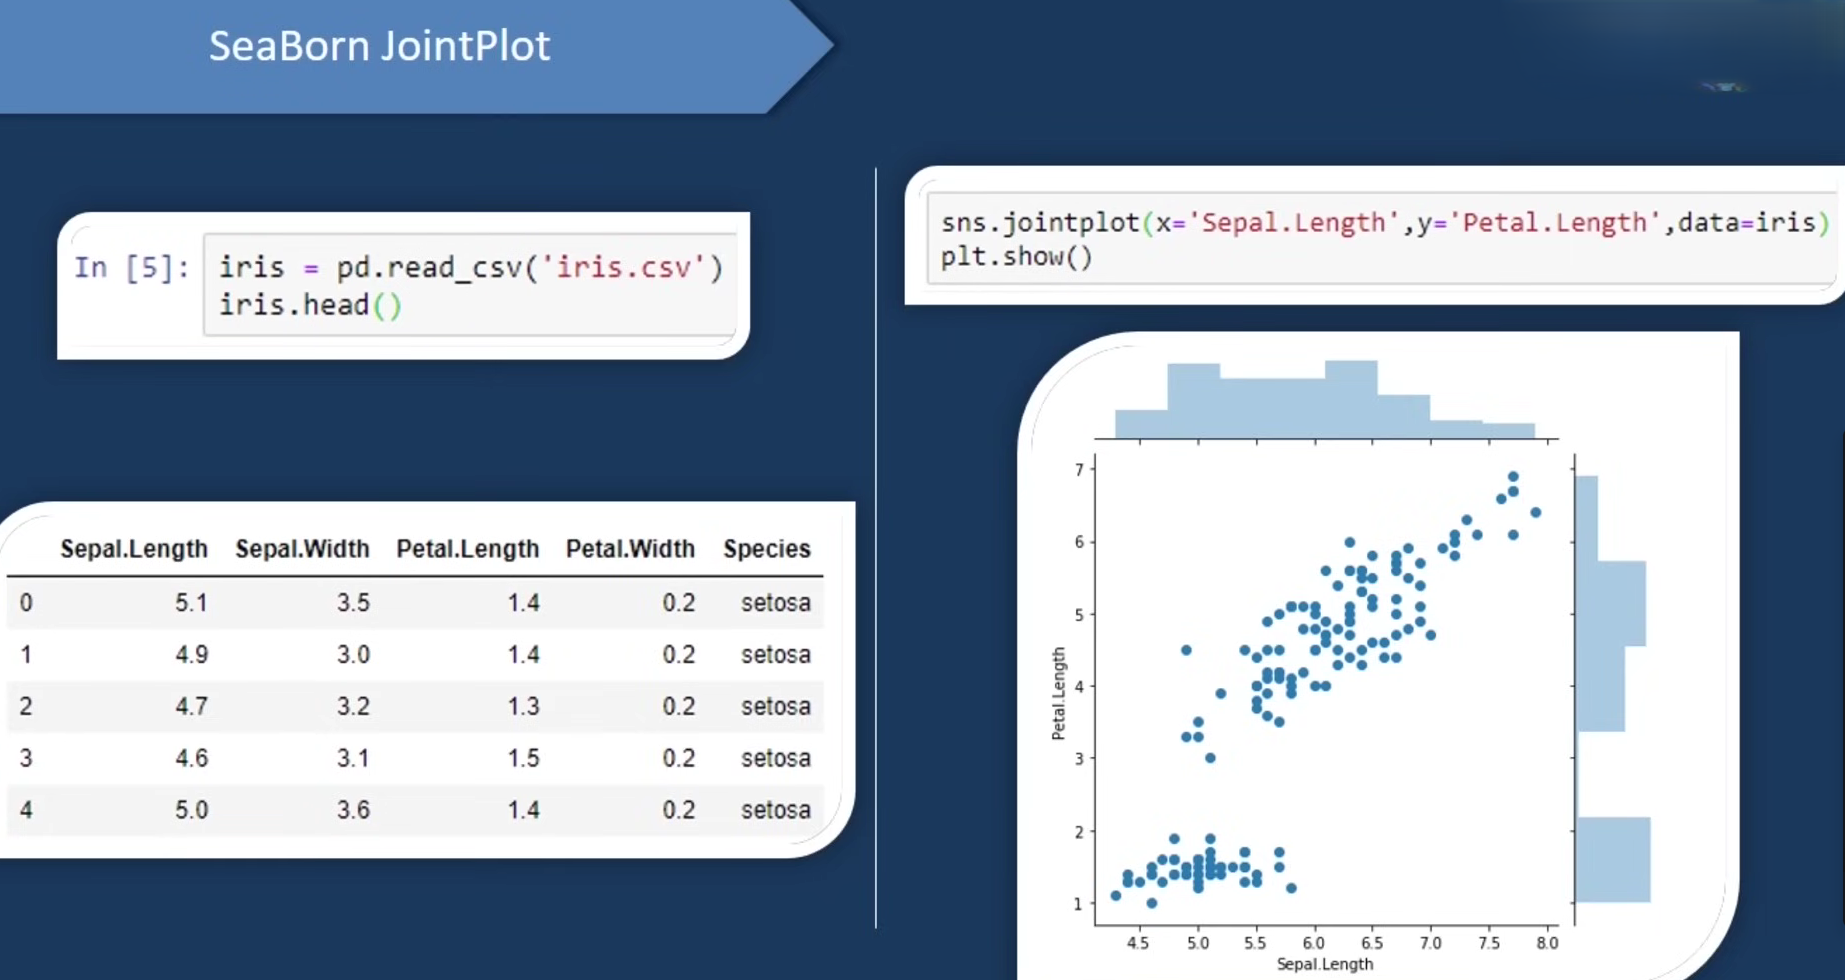 SeaBorn JointPlot
In [5]: iris = pd.read_csv('iris.csv')
iris.head()
Sepal.Length Sepal.Width Petal.Length Petal.Width Species
0 5.1 3.5 1.4 0.2 setosa
1 4.9 3.0 1.4 0.2 setosa
2 4.7 3.2 1.3 0.2 setosa
3 4.6 3.1 1.5 0.2 setosa
4 5.0 3.6 1.4 0.2 setosa
sns.jointplot(x='Sepal.Length',y='Petal.Length',data=iris)
plt.show()
7
6
5
4
3
2
1
Petal.Length
4.5 5.0 5.5 6.0 6.5 7.0 7.5 8.0
Sepal.Length